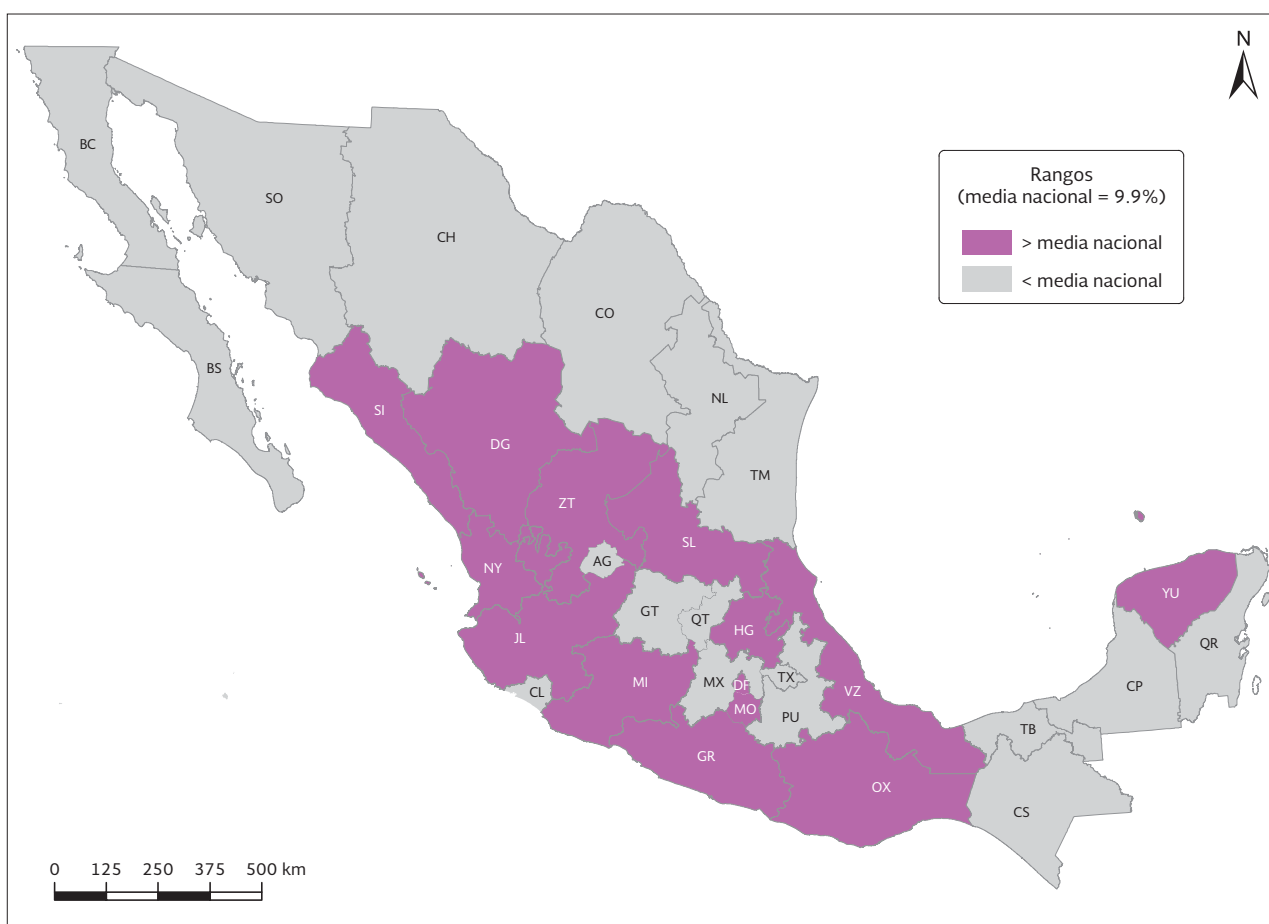 N
Rangos
(media nacional = 9.9%)
> media nacional
< media nacional
BC
SO
CH
CO
BS
NL
SI
DG
TM
ZT
SL
AG
NY
YU
GT
QT
HG
JL
QR
MX
DF
TX
MI
CL
VZ
CP
MO
PU
TB
GR
OX
CS
0 125 250 375 500 km